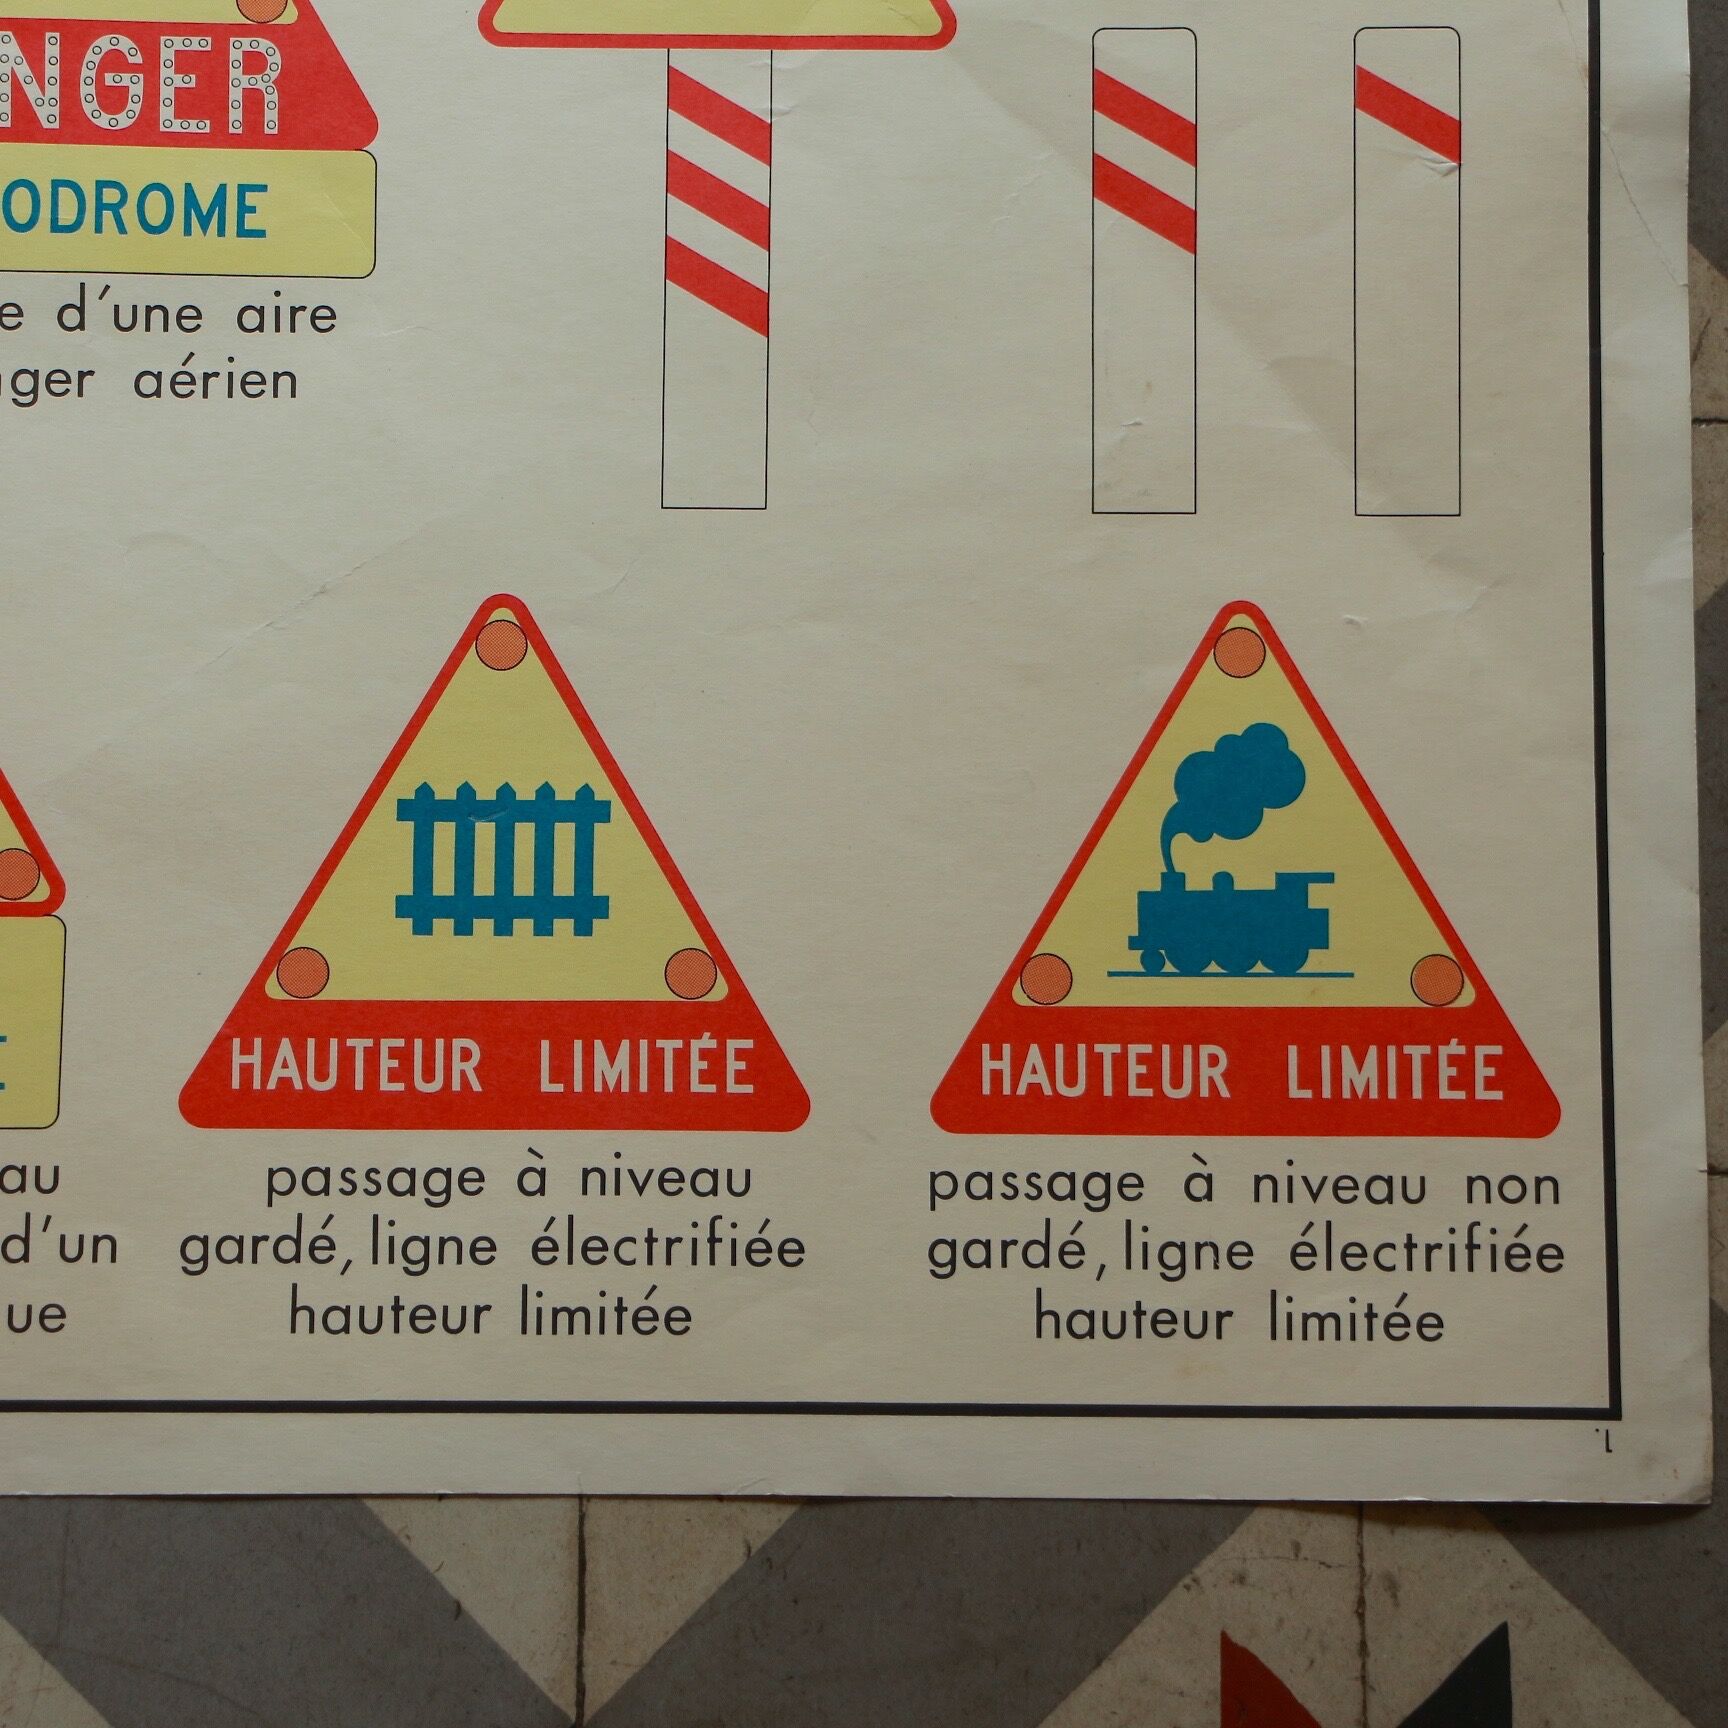 NGER
ODROME
e d'une aire
nger aérien
HAUTEUR LIMITÉE
passage à niveau
gardé, ligne électrifiée
hauteur limitée
HAUTEUR LIMITÉE
passage à niveau non
gardé, ligne électrifiée
hauteur limitée
E
au
d'un
ue